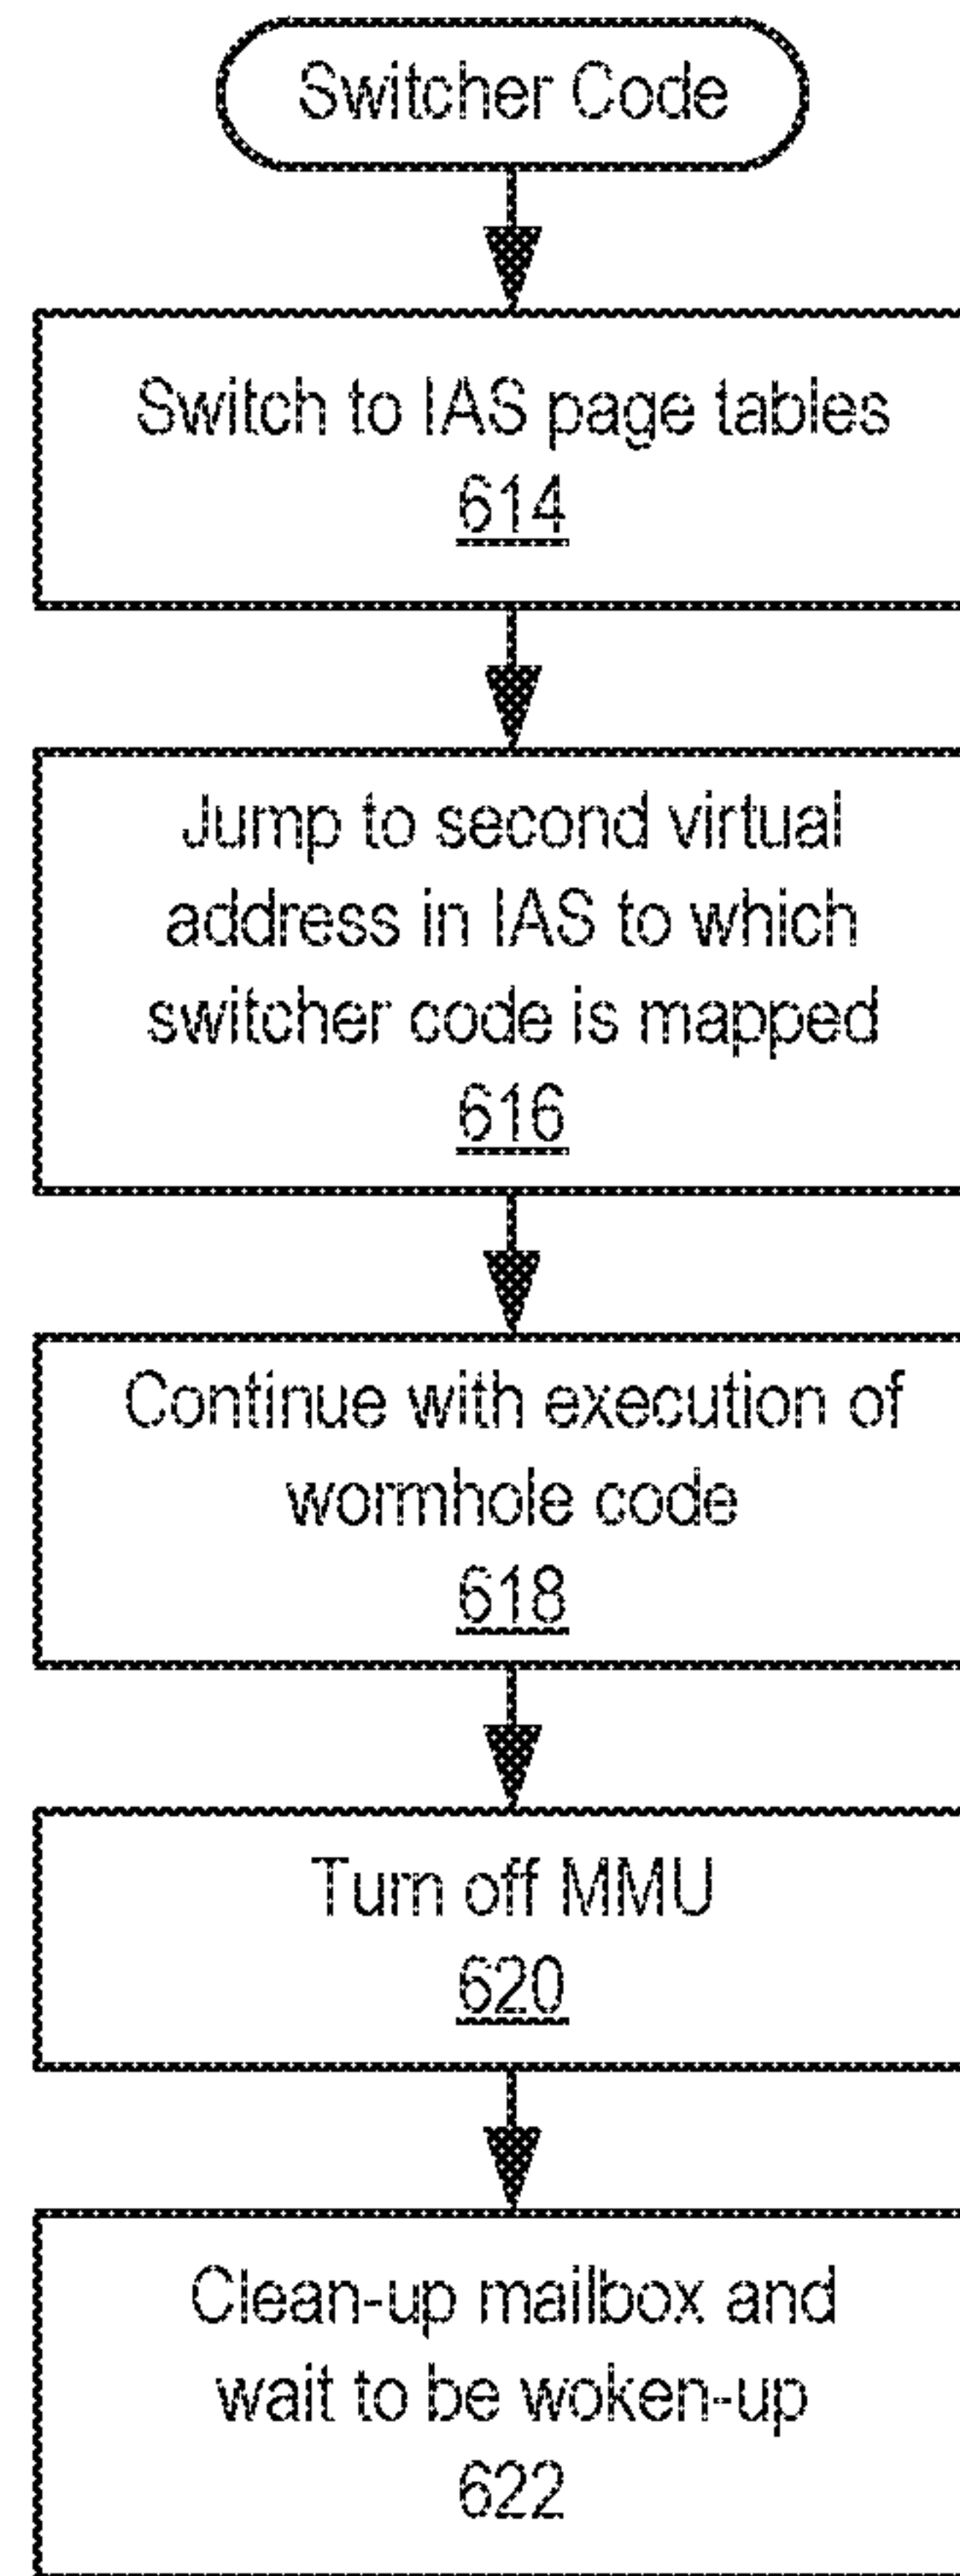 Switcher Code
Switch to IAS page tables
614
Jump to second virtual
address in IAS to which
switcher code is mapped
616
Continue with execution of
wormhole code
618
Turn off MMU
620
Clean-up mailbox and
wait to be woken-up
622